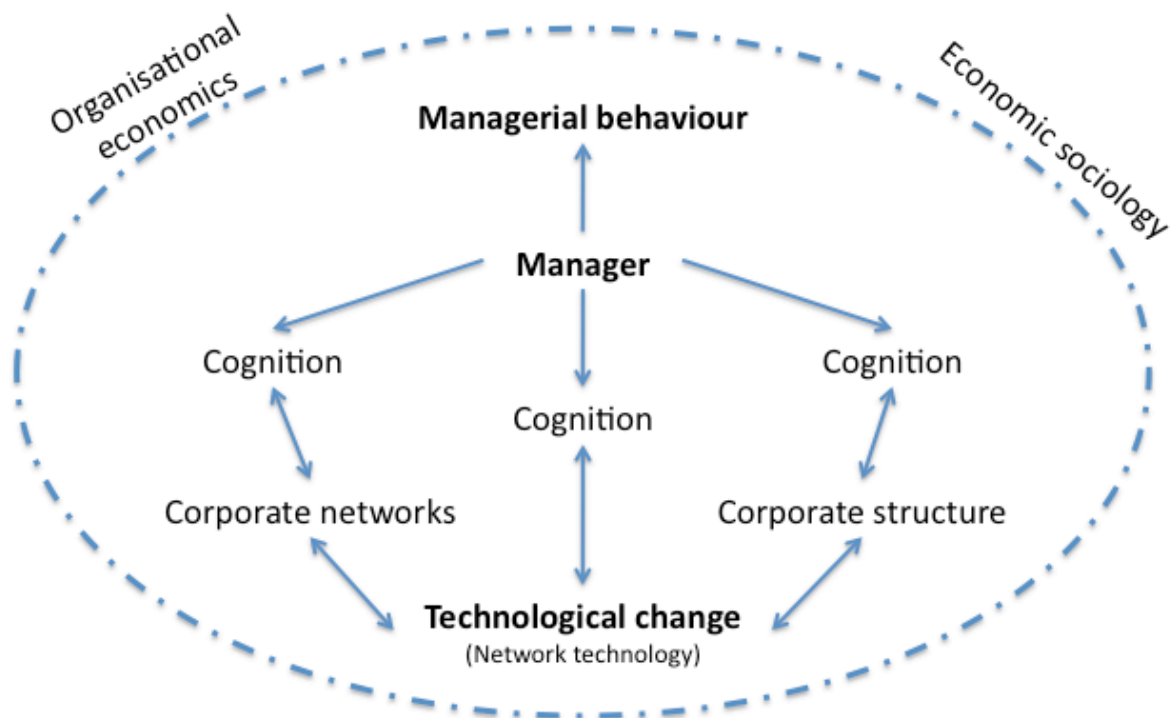 Organisational
economics
Economic sociology
Managerial behaviour
Manager
Cognition
Cognition
Cognition
Corporate networks
Corporate structure
Technological change
(Network technology)